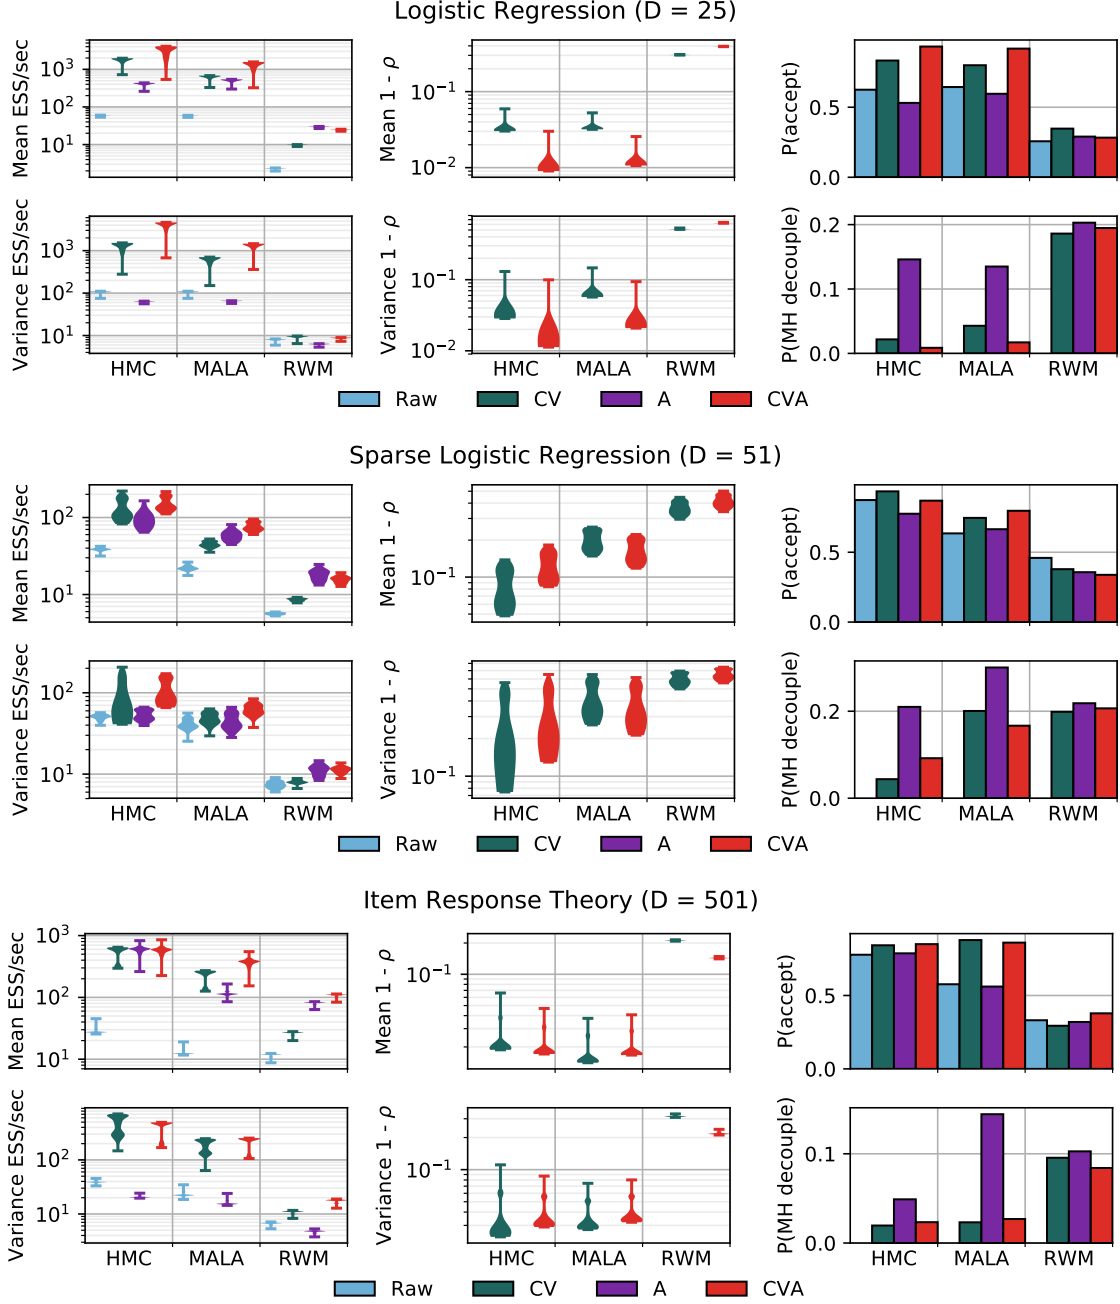 Logistic Regression (D = 25)
Mean ESS/sec
10³
10²
10¹
Mean 1 - ρ
10⁻¹
10⁻²
P(accept)
0.5
0.0
Variance ESS/sec
10³
10²
10¹
HMC MALA RWM
Variance 1 - ρ
10⁻¹
10⁻²
HMC MALA RWM
P(MH decouple)
0.2
0.1
0.0
HMC MALA RWM
Raw CV A CVA
Sparse Logistic Regression (D = 51)
Mean ESS/sec
10²
10¹
Mean 1 - ρ
10⁻¹
P(accept)
0.5
0.0
Variance ESS/sec
10²
10¹
HMC MALA RWM
Variance 1 - ρ
10⁻¹
HMC MALA RWM
P(MH decouple)
0.2
0.0
HMC MALA RWM
Raw CV A CVA
Item Response Theory (D = 501)
Mean ESS/sec
10³
10²
10¹
Mean 1 - ρ
10⁻¹
P(accept)
0.5
0.0
Variance ESS/sec
10²
10¹
HMC MALA RWM
Variance 1 - ρ
10⁻¹
HMC MALA RWM
P(MH decouple)
0.1
0.0
HMC MALA RWM
Raw CV A CVA